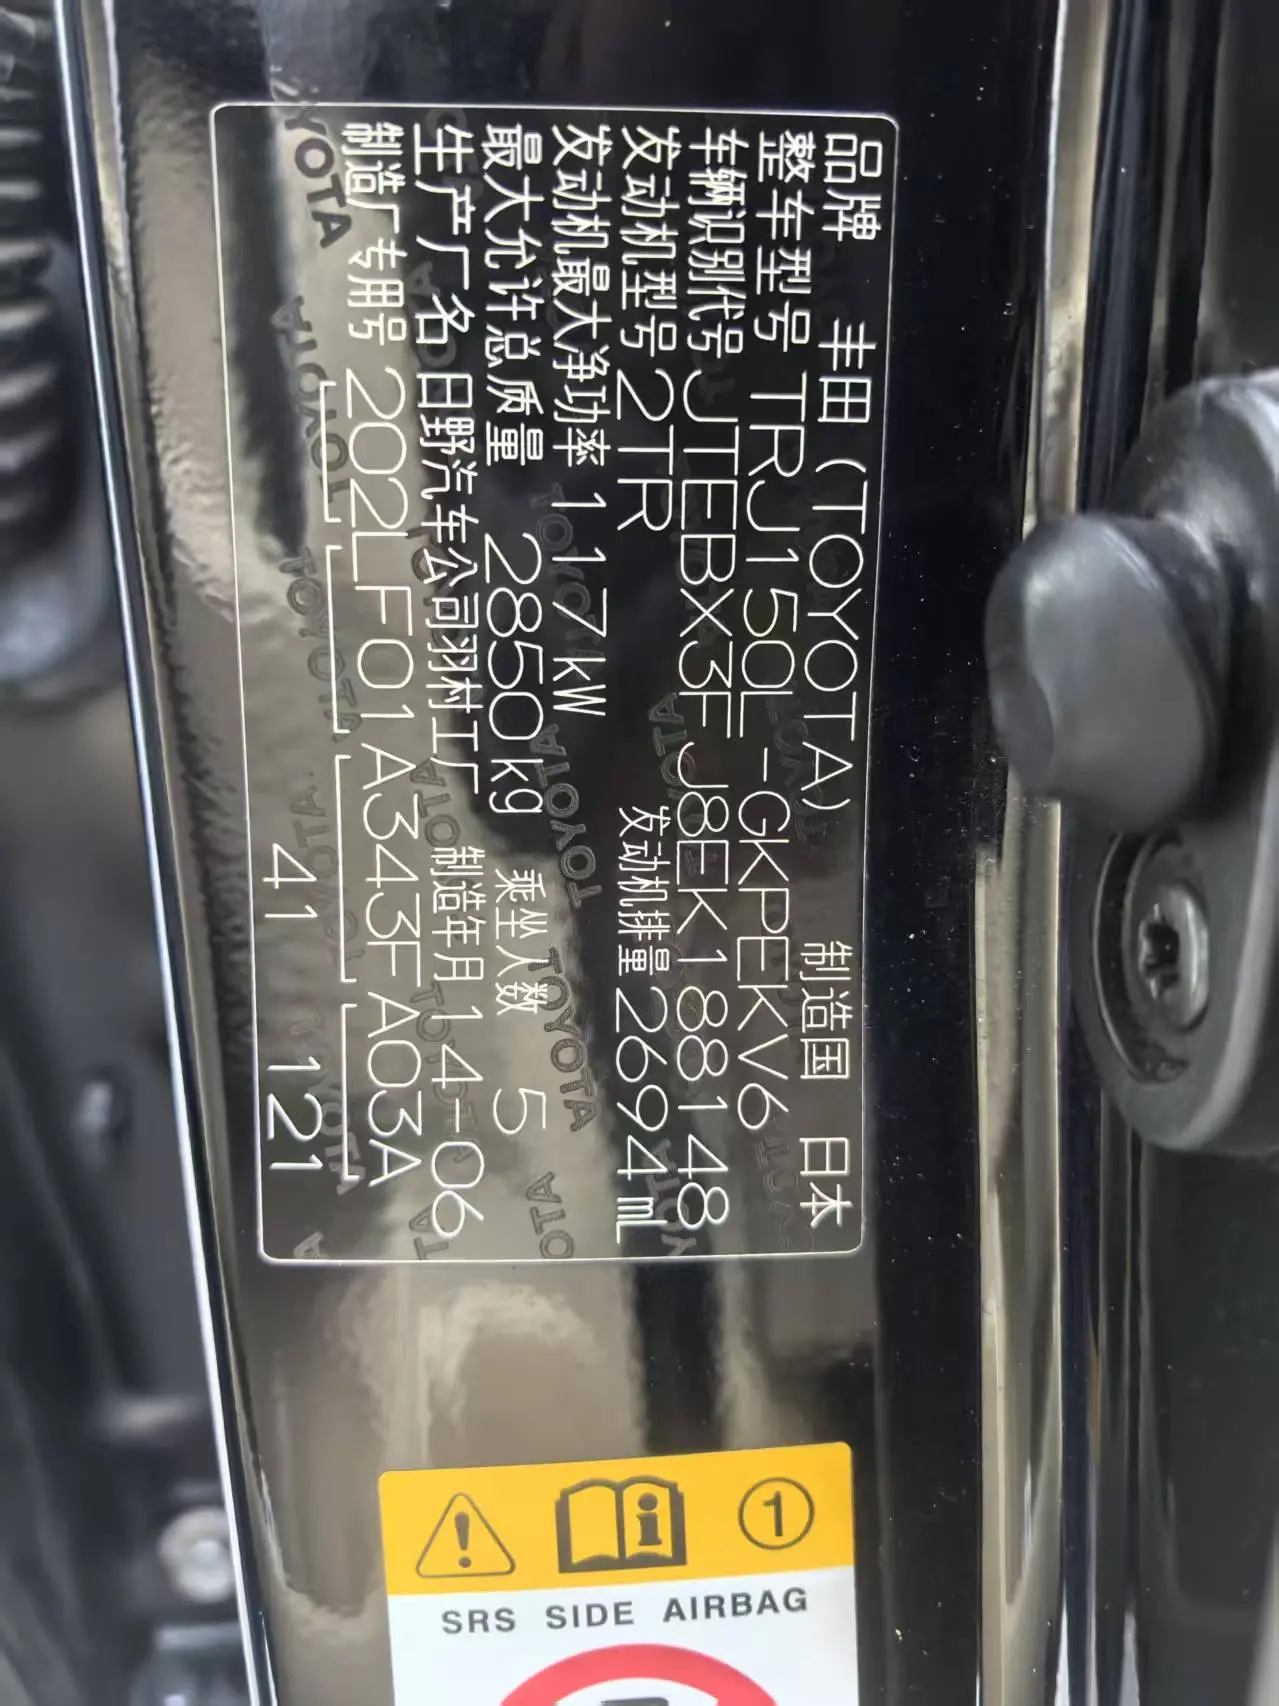 品牌 丰田（TOYOTA） 制造国 日本
整车型号 TRJ150L-GKPEKV6
车辆识别代号 JTEBX3FJ8EK188148
发动机型号 2TR 发动机排量 2694mL
发动机最大净功率 117kW
最大允许总质量 2850kg 乘坐人数 5
生产厂名 日野汽车公司羽村工厂 制造年月 14-06
制造厂专用号 202LF01A343FA03A
41 121
1
SRS SIDE AIRBAG